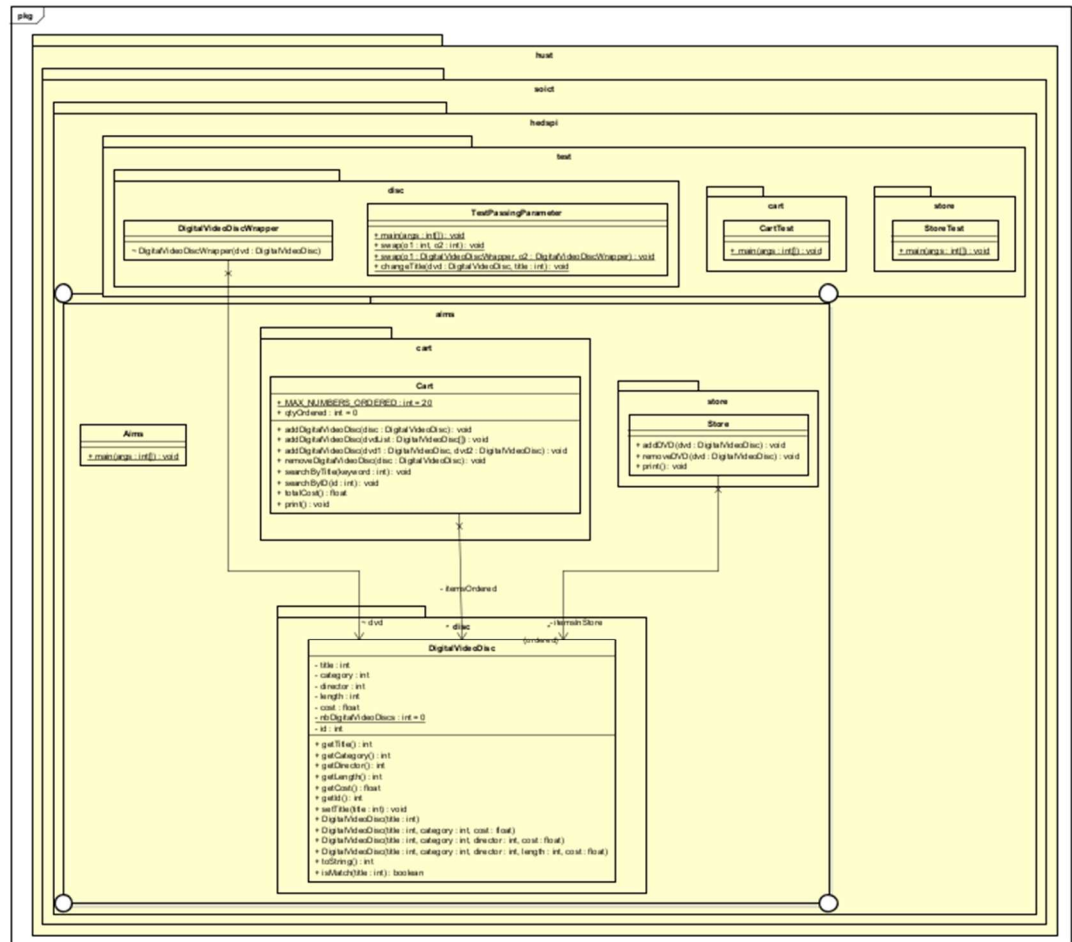 pkg
hust
soict
hedspi
test
disc
DigitalVideoDiscWrapper
~ DigitalVideoDiscWrapper(dvd : DigitalVideoDisc)
TestPassingParameter
+ main(args : int[]) : void
+ swap(o1 : int, o2 : int) : void
+ swap(o1 : DigitalVideoDiscWrapper, o2 : DigitalVideoDiscWrapper) : void
+ changeTitle(dvd : DigitalVideoDisc, title : int) : void
cart
CartTest
+ main(args : int[]) : void
store
StoreTest
+ main(args : int[]) : void
aims
Aims
+ main(args : int[]) : void
cart
Cart
+ MAX_NUMBERS_ORDERED : int = 20
+ qtyOrdered : int = 0
+ addDigitalVideoDisc(disc : DigitalVideoDisc) : void
+ addDigitalVideoDisc(dvdList : DigitalVideoDisc[]) : void
+ addDigitalVideoDisc(dvd1 : DigitalVideoDisc, dvd2 : DigitalVideoDisc) : void
+ removeDigitalVideoDisc(disc : DigitalVideoDisc) : void
+ searchByTitle(keyword : int) : void
+ searchByID(id : int) : void
+ totalCost() : float
+ print() : void
store
Store
+ addDVD(dvd : DigitalVideoDisc) : void
+ removeDVD(dvd : DigitalVideoDisc) : void
+ print() : void
- itemsOrdered
~ dvd
* disc
* - itemsInStore
{ordered}
DigitalVideoDisc
- title : int
- category : int
- director : int
- length : int
- cost : float
- nbDigitalVideoDiscs : int = 0
- id : int
+ getTitle() : int
+ getCategory() : int
+ getDirector() : int
+ getLength() : int
+ getCost() : float
+ getId() : int
+ setTitle(title : int) : void
+ DigitalVideoDisc(title : int)
+ DigitalVideoDisc(title : int, category : int, cost : float)
+ DigitalVideoDisc(title : int, category : int, director : int, cost : float)
+ DigitalVideoDisc(title : int, category : int, director : int, length : int, cost : float)
+ toString() : int
+ isMatch(title : int) : boolean